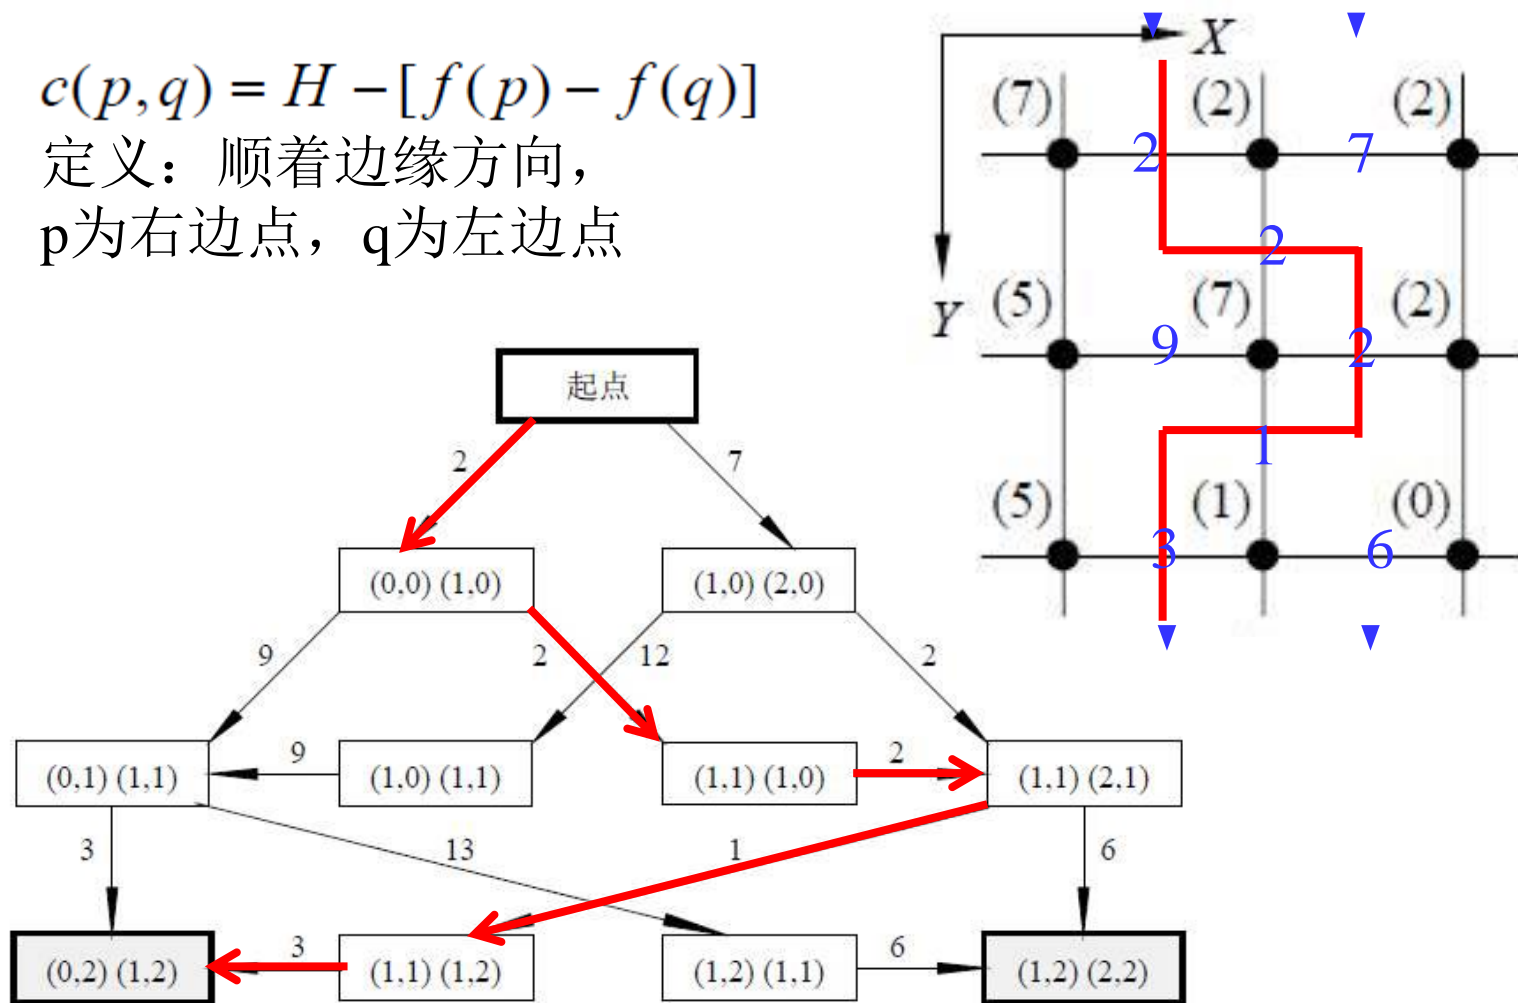 c(p,q) = H − [f(p) − f(q)]
定义：顺着边缘方向，
p为右边点，q为左边点
X
(7) (2) (2)
2 7
2
Y
(5) (7) (2)
9 2
1
(5) (1) (0)
3 6
起点
2 7
(0,0) (1,0) (1,0) (2,0)
9 2 12 2
(0,1) (1,1) 9 (1,0) (1,1) (1,1) (1,0) 2 (1,1) (2,1)
3 13 1 6
(0,2) (1,2) 3 (1,1) (1,2) (1,2) (1,1) 6 (1,2) (2,2)